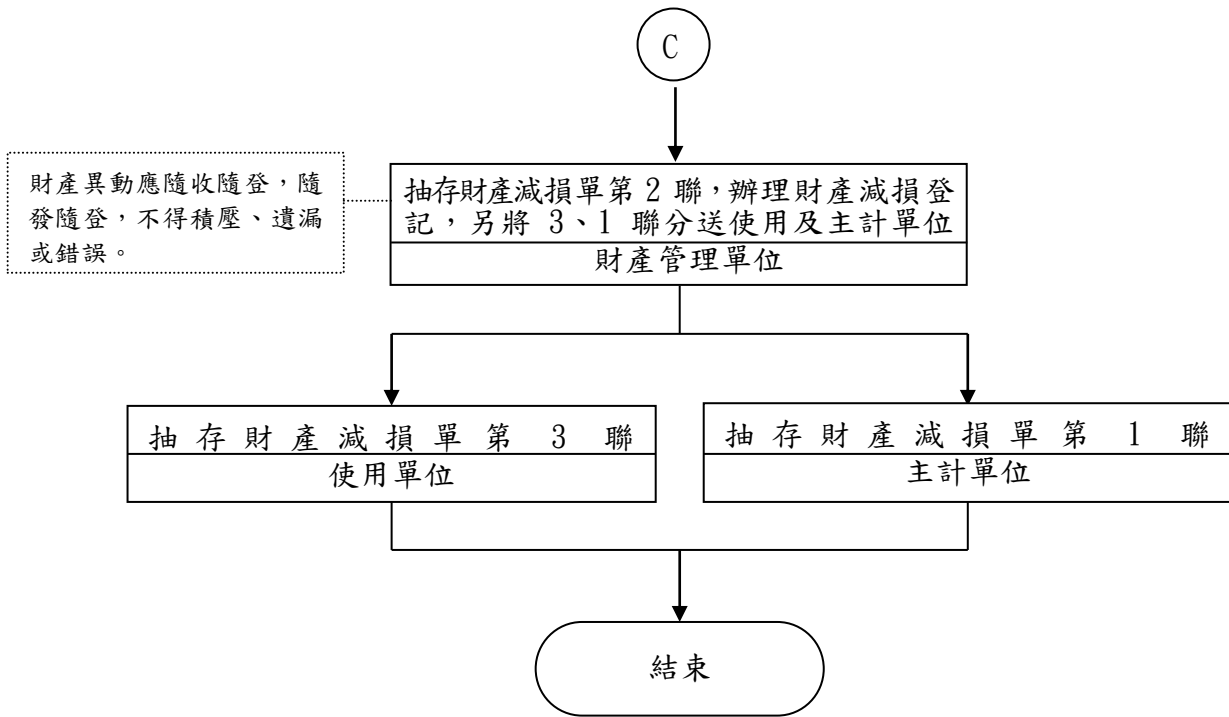 C
財產異動應隨收隨登，隨
發隨登，不得積壓、遺漏
或錯誤。
抽存財產減損單第 2 聯，辦理財產減損登
記，另將 3、1 聯分送使用及主計單位
財產管理單位
抽存財產減損單第 3 聯
使用單位
抽存財產減損單第 1 聯
主計單位
結束